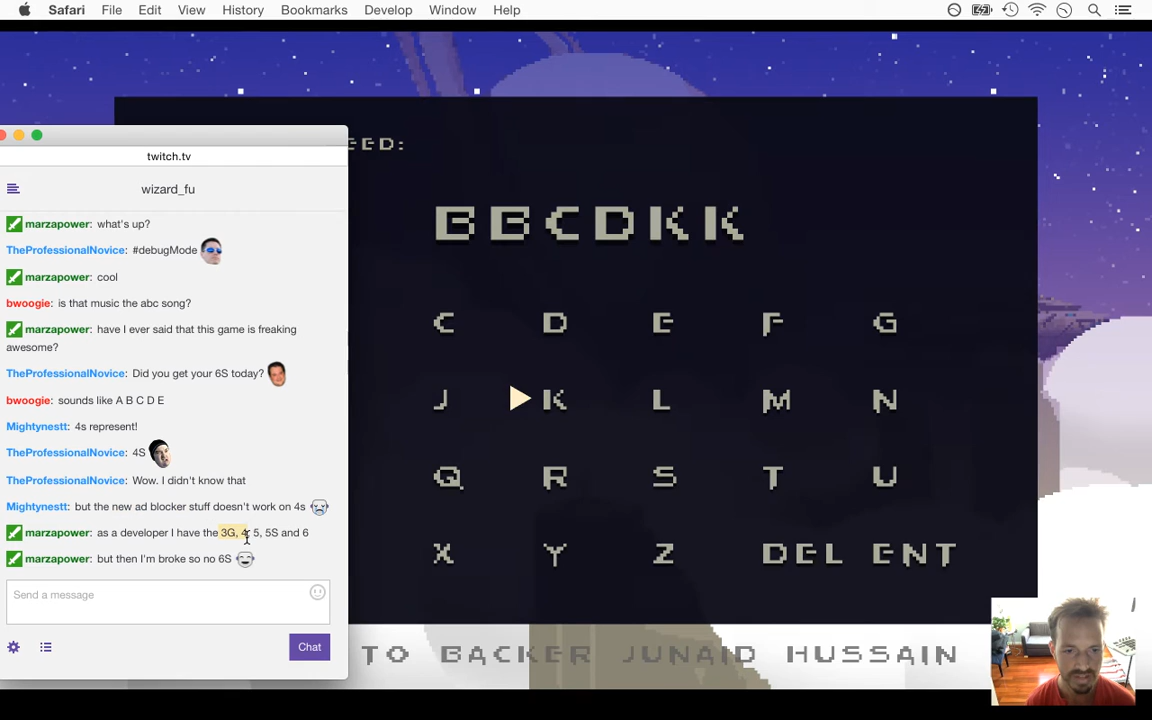 Safari File Edit View History Bookmarks Develop Window Help
EED:
BBCDKK
C D E F G
J K L M N
Q R S T U
X Y Z DEL ENT
TO BACKER JUNAID HUSSAIN
twitch.tv
wizard_fu
marzapower: what's up?
TheProfessionalNovice: #debugMode
marzapower: cool
bwoogie: is that music the abc song?
marzapower: have I ever said that this game is freaking
awesome?
TheProfessionalNovice: Did you get your 6S today?
bwoogie: sounds like A B C D E
Mightynestt: 4s represent!
TheProfessionalNovice: 4S
TheProfessionalNovice: Wow. I didn't know that
Mightynestt: but the new ad blocker stuff doesn't work on 4s
marzapower: as a developer I have the 3G, 4, 5, 5S and 6
marzapower: but then I'm broke so no 6S
Send a message
Chat